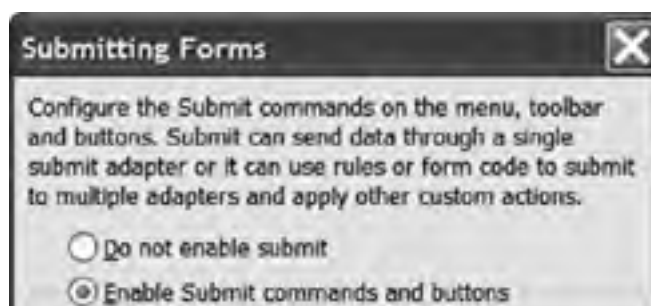 Submitting Forms
Configure the Submit commands on the menu, toolbar
and buttons. Submit can send data through a single
submit adapter or it can use rules or form code to submit
to multiple adapters and apply other custom actions.
Do not enable submit
Enable Submit commands and buttons